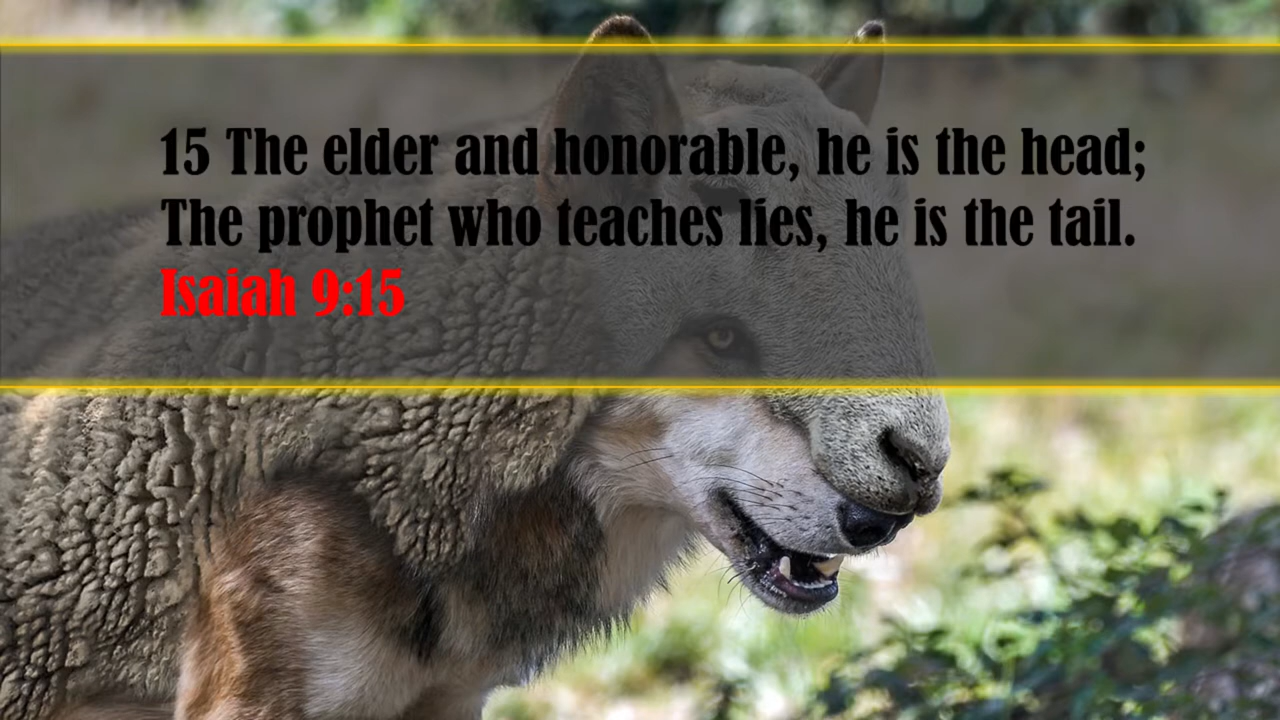 15 The elder and honorable, he is the head;
The prophet who teaches lies, he is the tail.
Isaiah 9:15